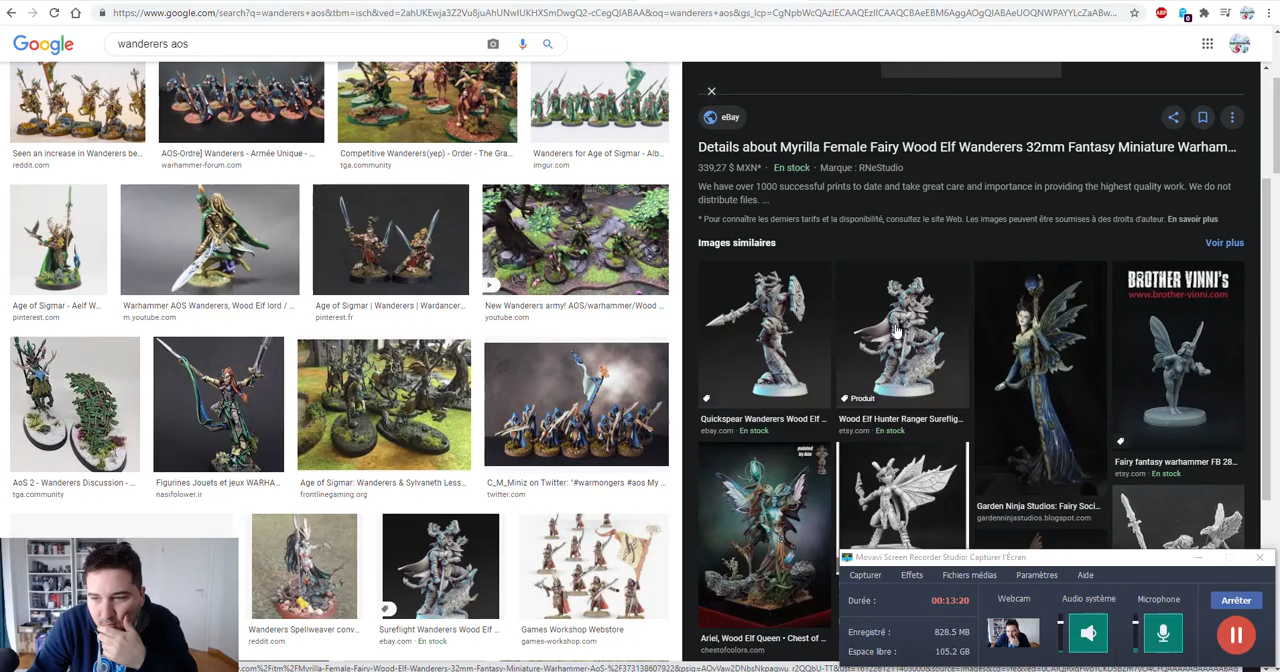 https://www.google.com/search?q=wanderers+aos&tbm=isch&ved=2ahUKEwja3Z2Vu8juAhUNwIUKHXSmDwgQ2-cCegQIABAA&oq=wanderers+aos&gs_lcp=CgNpbWcQAzIECAAQEzIICAAQCBAeEBM6AggAOgQIABAeUOQNWPAYYLcZaABw...
ABP
6
Google
wanderers aos
Seen an increase in Wanderers be...
reddit.com
AOS-Ordre] Wanderers - Armée Unique - ...
warhammer-forum.com
Competitive Wanderers(yep) - Order - The Gra...
tga.community
Wanderers for Age of Sigmar - Alb...
imgur.com
Age of Sigmar - Aelf W...
pinterest.com
Warhammer AOS Wanderers, Wood Elf lord / ...
m.youtube.com
Age of Sigmar | Wanderers | Wardancer...
pinterest.fr
New Wanderers army! AOS/warhammer/Wood ...
youtube.com
AoS 2 - Wanderers Discussion - ...
tga.community
Figurines Jouets et jeux WARHA...
nasifolower.ir
Age of Sigmar: Wanderers & Sylvaneth Less...
frontlinegaming.org
C_M_Miniz on Twitter: "#warmongers #aos My ...
twitter.com
Wanderers Spellweaver conv...
reddit.com
Sureflight Wanderers Wood Elf ...
ebay.com · En stock
Games Workshop Webstore
games-workshop.com
eBay
Details about Myrilla Female Fairy Wood Elf Wanderers 32mm Fantasy Miniature Warham...
339,27 $ MXN* · En stock · Marque : RNeStudio
We have over 1000 successful prints to date and take great care and importance in providing the highest quality work. We do not
distribute files. ...
* Pour connaître les derniers tarifs et la disponibilité, consultez le site Web. Les images peuvent être soumises à des droits d'auteur. En savoir plus
Images similaires
Voir plus
Produit
BROTHER VINNI'S
www.brother-vinni.com
Quickspear Wanderers Wood Elf ...
ebay.com · En stock
Wood Elf Hunter Ranger Sureflig...
etsy.com · En stock
Fairy fantasy warhammer FB 28...
etsy.com · En stock
Garden Ninja Studios: Fairy Soci...
gardenninjastudios.blogspot.com
Ariel, Wood Elf Queen • Chest of ...
chestofcolors.com
Movavi Screen Recorder Studio: Capturer l'Écran
Capturer
Effets
Fichiers médias
Paramètres
Aide
Durée :
00:13:20
Webcam
Audio système
Microphone
Arrêter
Enregistré :
828.5 MB
Espace libre :
105.2 GB